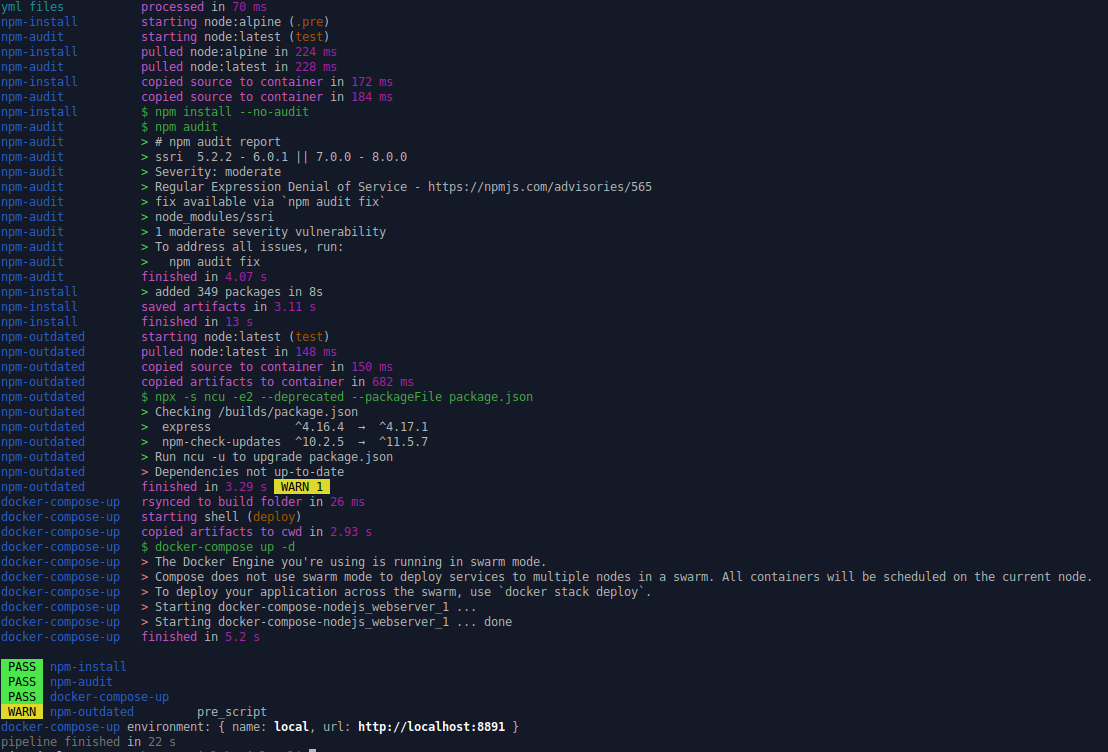 yml files processed in 70 ms
npm-install starting node:alpine (.pre)
npm-audit starting node:latest (test)
npm-install pulled node:alpine in 224 ms
npm-audit pulled node:latest in 228 ms
npm-install copied source to container in 172 ms
npm-audit copied source to container in 184 ms
npm-install $ npm install --no-audit
npm-audit $ npm audit
npm-audit > # npm audit report
npm-audit > ssri  5.2.2 - 6.0.1 || 7.0.0 - 8.0.0
npm-audit > Severity: moderate
npm-audit > Regular Expression Denial of Service - https://npmjs.com/advisories/565
npm-audit > fix available via `npm audit fix`
npm-audit > node_modules/ssri
npm-audit > 1 moderate severity vulnerability
npm-audit > To address all issues, run:
npm-audit >   npm audit fix
npm-audit finished in 4.07 s
npm-install > added 349 packages in 8s
npm-install saved artifacts in 3.11 s
npm-install finished in 13 s
npm-outdated starting node:latest (test)
npm-outdated pulled node:latest in 148 ms
npm-outdated copied source to container in 150 ms
npm-outdated copied artifacts to container in 682 ms
npm-outdated $ npx -s ncu -e2 --deprecated --packageFile package.json
npm-outdated > Checking /builds/package.json
npm-outdated >  express            ^4.16.4  →  ^4.17.1
npm-outdated >  npm-check-updates  ^10.2.5  →  ^11.5.7
npm-outdated > Run ncu -u to upgrade package.json
npm-outdated > Dependencies not up-to-date
npm-outdated finished in 3.29 s WARN 1
docker-compose-up rsynced to build folder in 26 ms
docker-compose-up starting shell (deploy)
docker-compose-up copied artifacts to cwd in 2.93 s
docker-compose-up $ docker-compose up -d
docker-compose-up > The Docker Engine you're using is running in swarm mode.
docker-compose-up > Compose does not use swarm mode to deploy services to multiple nodes in a swarm. All containers will be scheduled on the current node.
docker-compose-up > To deploy your application across the swarm, use `docker stack deploy`.
docker-compose-up > Starting docker-compose-nodejs_webserver_1 ...
docker-compose-up > Starting docker-compose-nodejs_webserver_1 ... done
docker-compose-up finished in 5.2 s
PASS npm-install
PASS npm-audit
PASS docker-compose-up
WARN npm-outdated pre_script
docker-compose-up environment: { name: local, url: http://localhost:8891 }
pipeline finished in 22 s